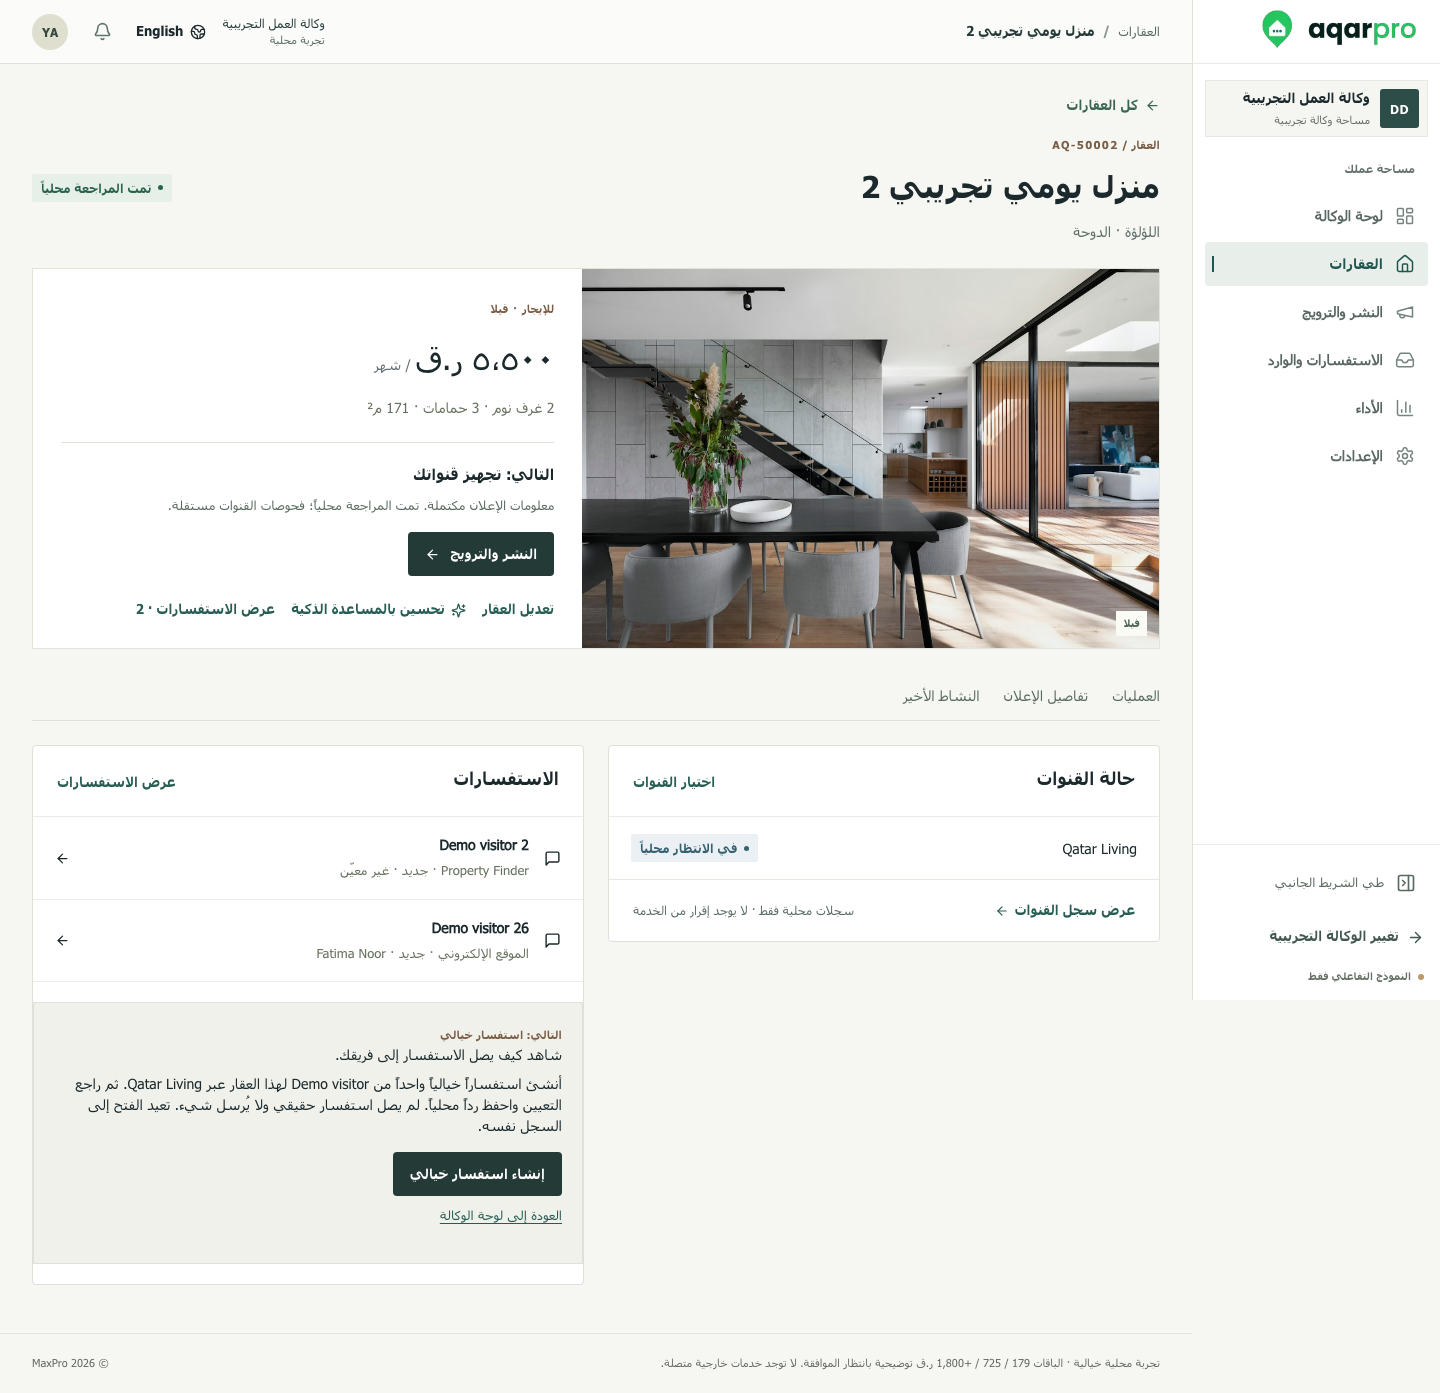 aqarpro
DD
وكالة العمل التجريبية
مساحة وكالة تجريبية
مساحة عملك
لوحة الوكالة
العقارات
النشر والترويج
الاستفسارات والوارد
الأداء
الإعدادات
طي الشريط الجانبي
تغيير الوكالة التجريبية
النموذج التفاعلي فقط
العقارات / منزل يومي تجريبي 2
وكالة العمل التجريبية
تجربة محلية
English
YA
كل العقارات
العقار / AQ-50002
منزل يومي تجريبي 2
تمت المراجعة محلياً
اللؤلؤة · الدوحة
فيلا
للإيجار · فيلا
٥،٥٠٠ ر.ق / شهر
2 غرف نوم · 3 حمامات · 171 م²
التالي: تجهيز قنواتك
معلومات الإعلان مكتملة. تمت المراجعة محلياً؛ فحوصات القنوات مستقلة.
النشر والترويج
تعديل العقار
تحسين بالمساعدة الذكية
عرض الاستفسارات · 2
العمليات
تفاصيل الإعلان
النشاط الأخير
حالة القنوات
اختيار القنوات
Qatar Living
في الانتظار محلياً
عرض سجل القنوات
سجلات محلية فقط · لا يوجد إقرار من الخدمة
الاستفسارات
عرض الاستفسارات
Demo visitor 2
Property Finder · جديد · غير معيّن
Demo visitor 26
الموقع الإلكتروني · جديد · Fatima Noor
التالي: استفسار خيالي
شاهد كيف يصل الاستفسار إلى فريقك.
أنشئ استفساراً خيالياً واحداً من Demo visitor لهذا العقار عبر Qatar Living. ثم راجع
التعيين واحفظ رداً محلياً. لم يصل استفسار حقيقي ولا يُرسل شيء. تعيد الفتح إلى
السجل نفسه.
إنشاء استفسار خيالي
العودة إلى لوحة الوكالة
تجربة محلية خيالية · الباقات 179 / 725 / +1,800 ر.ق توضيحية بانتظار الموافقة. لا توجد خدمات خارجية متصلة.
© 2026 MaxPro